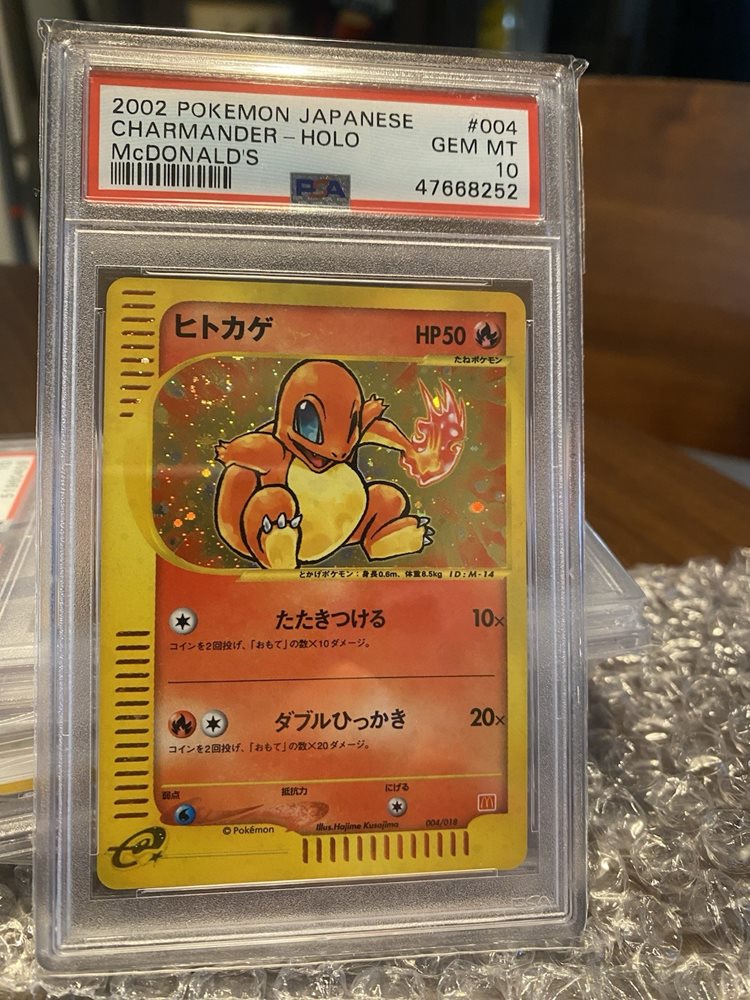 2002 POKEMON JAPANESE #004
CHARMANDER-HOLO GEM MT
McDONALD'S 10
PSA 47668252
ヒトカゲ HP50
たねポケモン
とかげポケモン：身長0.6m、体重8.5kg ID:M-14
たたきつける 10×
コインを2回投げ、「おもて」の数×10ダメージ。
ダブルひっかき 20×
コインを2回投げ、「おもて」の数×20ダメージ。
弱点 抵抗力 にげる
©Pokémon Illus.Hajime Kusajima 004/018